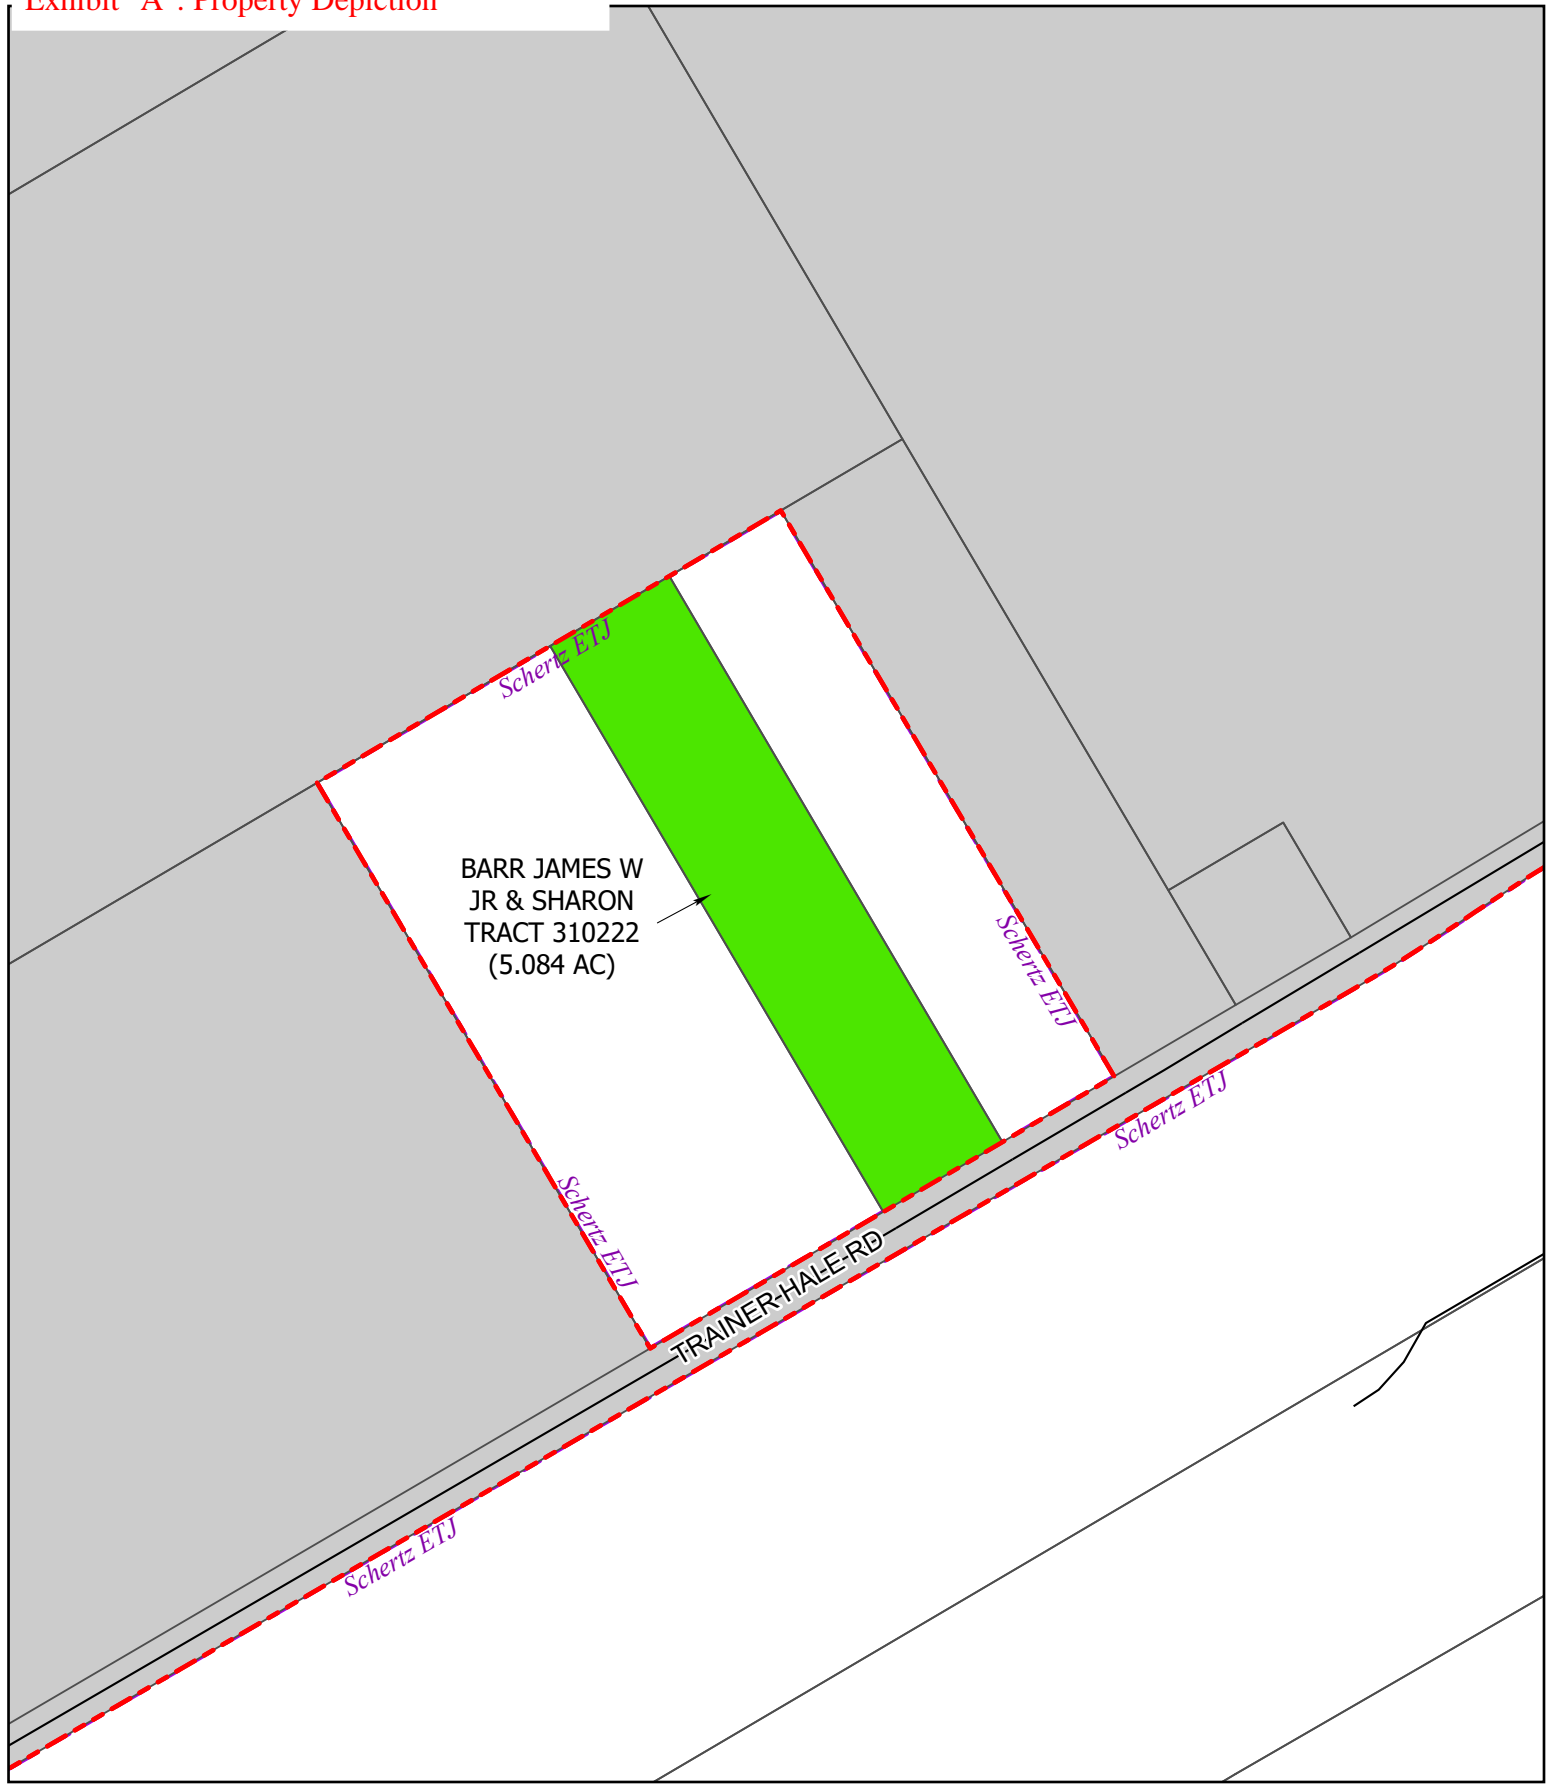 Exhibit "A": Property Depiction
Schertz ETJ
BARR JAMES W
JR & SHARON
TRACT 310222
(5.084 AC)
Schertz ETJ
Schertz ETJ
Schertz ETJ
TRAINER-HALE-RD
Schertz ETJ